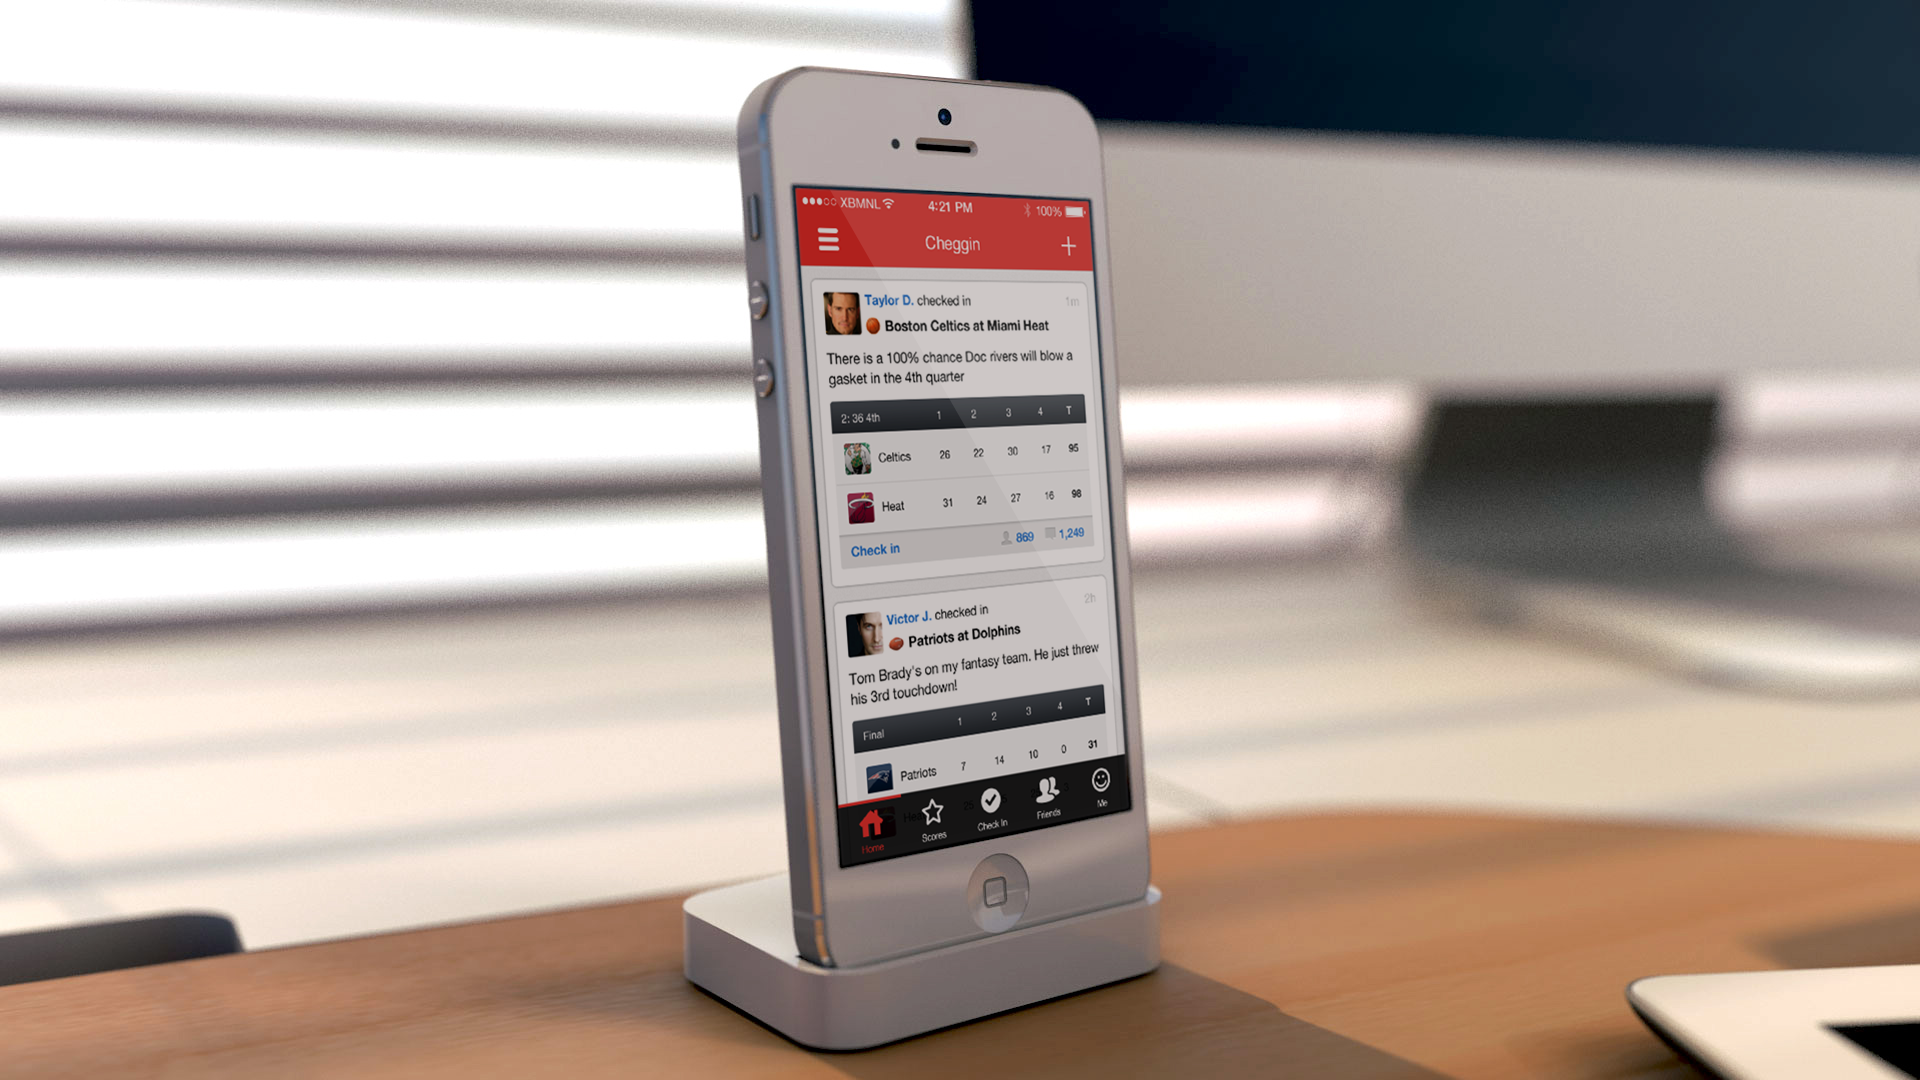 XBMNL 4:21 PM 100%
Cheggin +
Taylor D. checked in 1m
Boston Celtics at Miami Heat
There is a 100% chance Doc rivers will blow a
gasket in the 4th quarter
2: 36 4th 1 2 3 4 T
Celtics 26 22 30 17 95
Heat 31 24 27 16 98
Check in 869 1,249
Victor J. checked in 2h
Patriots at Dolphins
Tom Brady's on my fantasy team. He just threw
his 3rd touchdown!
Final 1 2 3 4 T
Patriots 7 14 10 0 31
Home Scores Check In Friends Me